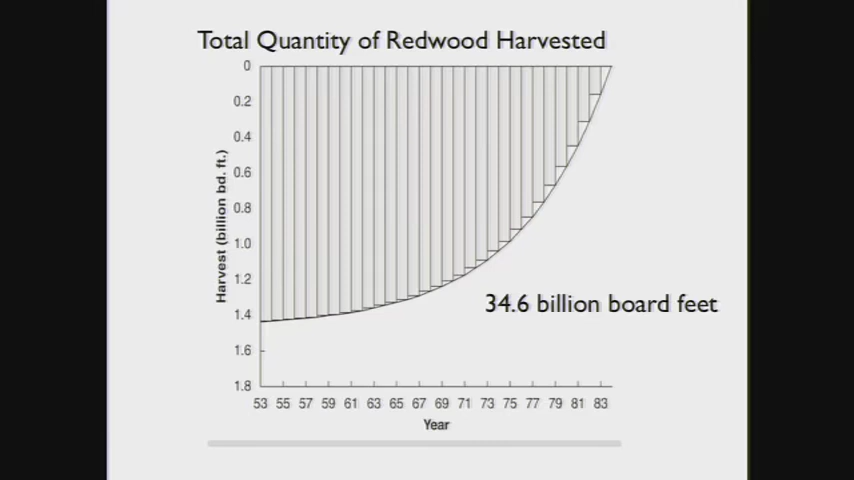 Total Quantity of Redwood Harvested
0
0.2
0.4
0.6
0.8
1.0
1.2
1.4
1.6
1.8
Harvest (billion bd. ft.)
34.6 billion board feet
53 55 57 59 61 63 65 67 69 71 73 75 77 79 81 83
Year